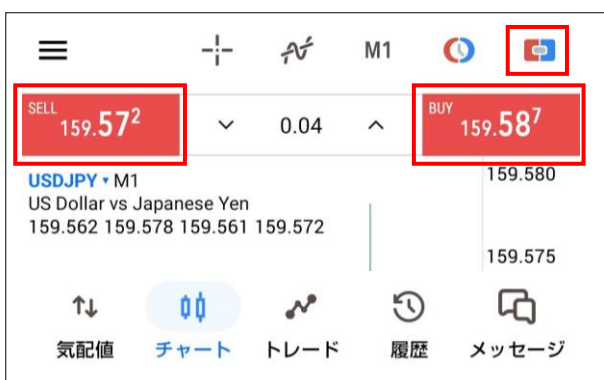 M1
SELL
159.572
0.04
BUY
159.587
USDJPY ▾ M1
US Dollar vs Japanese Yen
159.562 159.578 159.561 159.572
159.580
159.575
気配値 チャート トレード 履歴 メッセージ